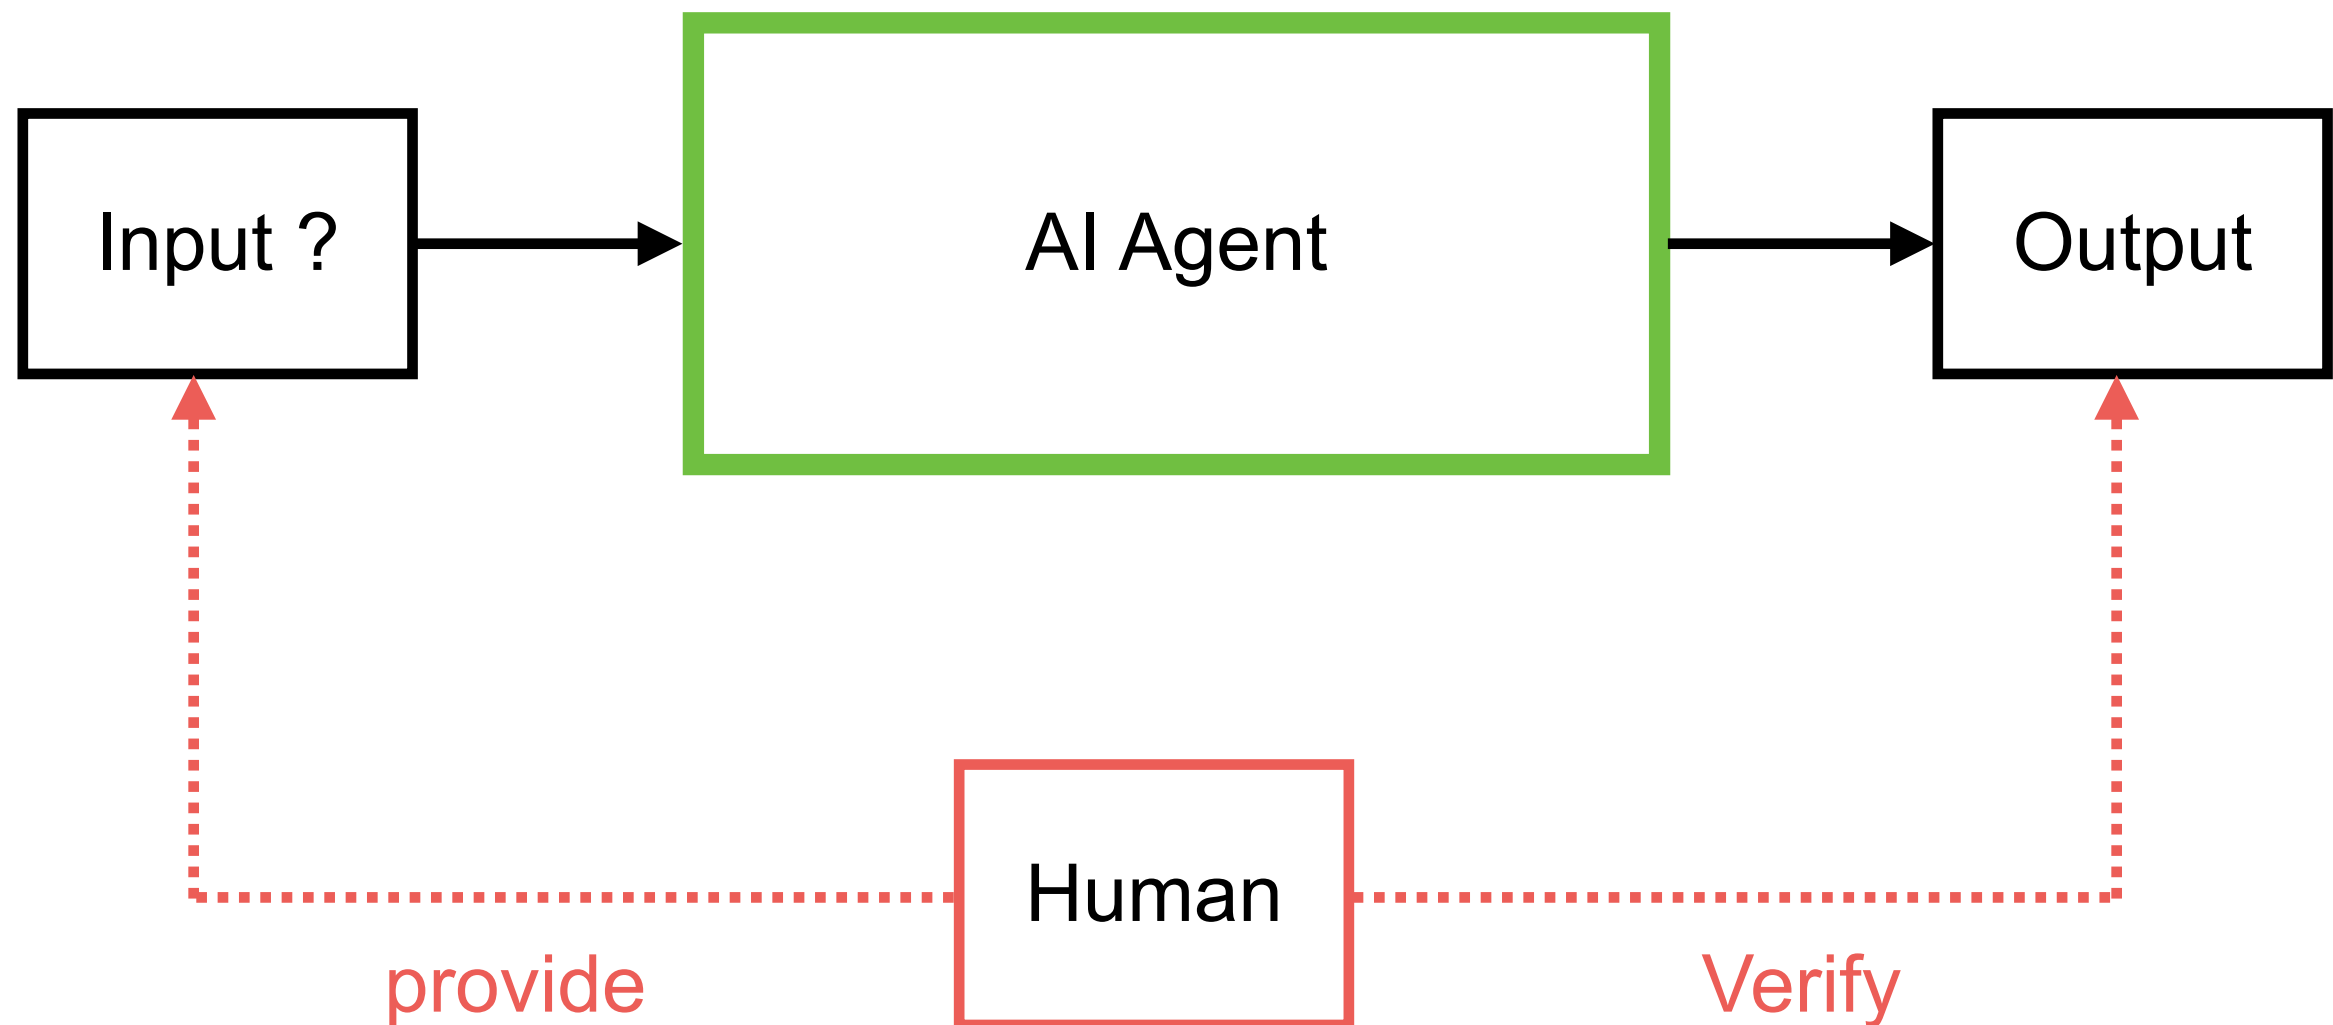 Input ?
AI Agent
Output
Human
provide
Verify